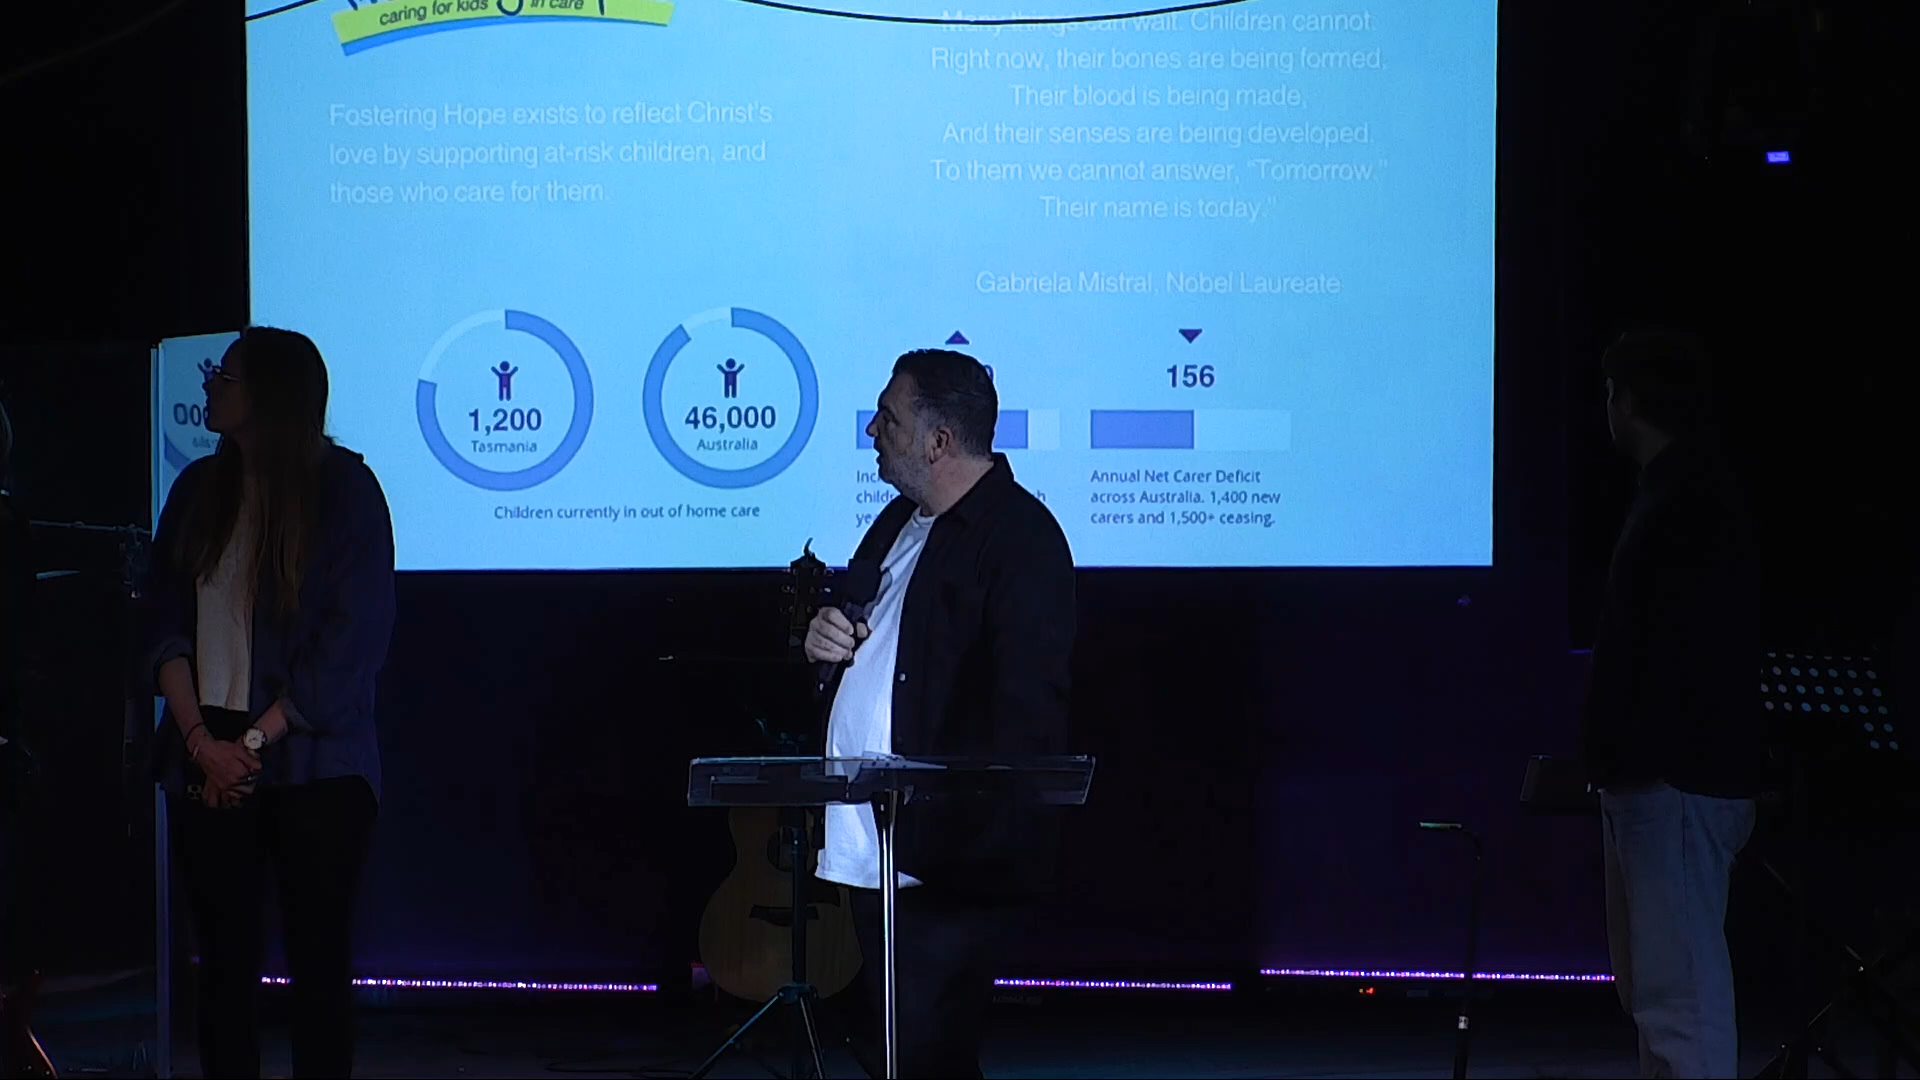 caring for kids in care
Fostering Hope exists to reflect Christ's
love by supporting at-risk children, and
those who care for them.
Many things can wait. Children cannot.
Right now, their bones are being formed,
Their blood is being made,
And their senses are being developed.
To them we cannot answer, "Tomorrow."
Their name is today."
Gabriela Mistral, Nobel Laureate
1,200
Tasmania
46,000
Australia
Children currently in out of home care
156
Annual Net Carer Deficit
across Australia. 1,400 new
carers and 1,500+ ceasing.